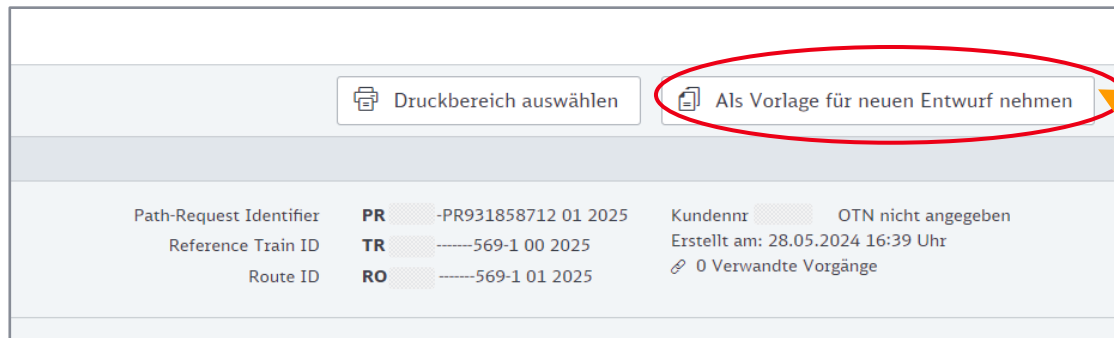 Druckbereich auswählen
Als Vorlage für neuen Entwurf nehmen
Path-Request Identifier PR -PR931858712 01 2025
Reference Train ID TR -------569-1 00 2025
Route ID RO -------569-1 01 2025
Kundennr OTN nicht angegeben
Erstellt am: 28.05.2024 16:39 Uhr
0 Verwandte Vorgänge